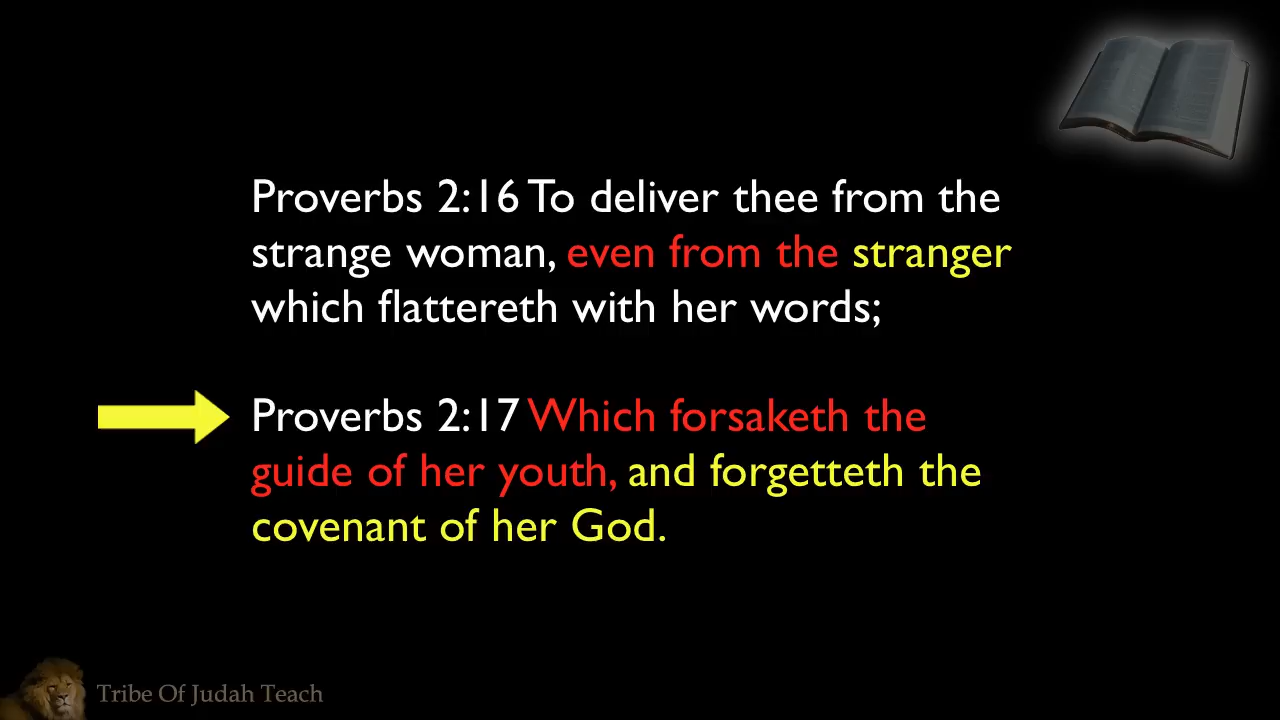 Proverbs 2:16 To deliver thee from the
strange woman, even from the stranger
which flattereth with her words;
Proverbs 2:17 Which forsaketh the
guide of her youth, and forgetteth the
covenant of her God.
Tribe Of Judah Teach